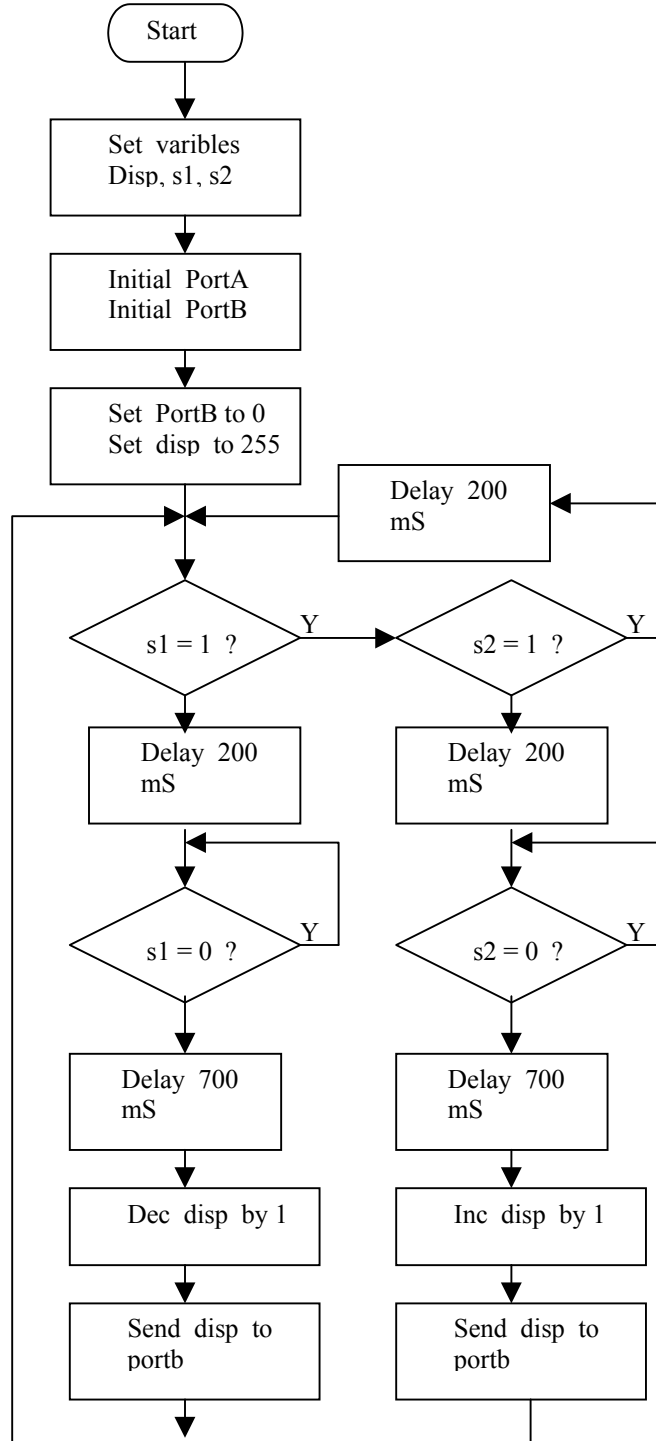 Start
Set varibles
Disp, s1, s2
Initial PortA
Initial PortB
Set PortB to 0
Set disp to 255
Delay 200
mS
s1 = 1 ?
Y
s2 = 1 ?
Delay 200
mS
Delay 200
mS
s1 = 0 ?
Y
s2 = 0 ?
Y
Delay 700
mS
Delay 700
mS
Dec disp by 1
Inc disp by 1
Send disp to
portb
Send disp to
portb